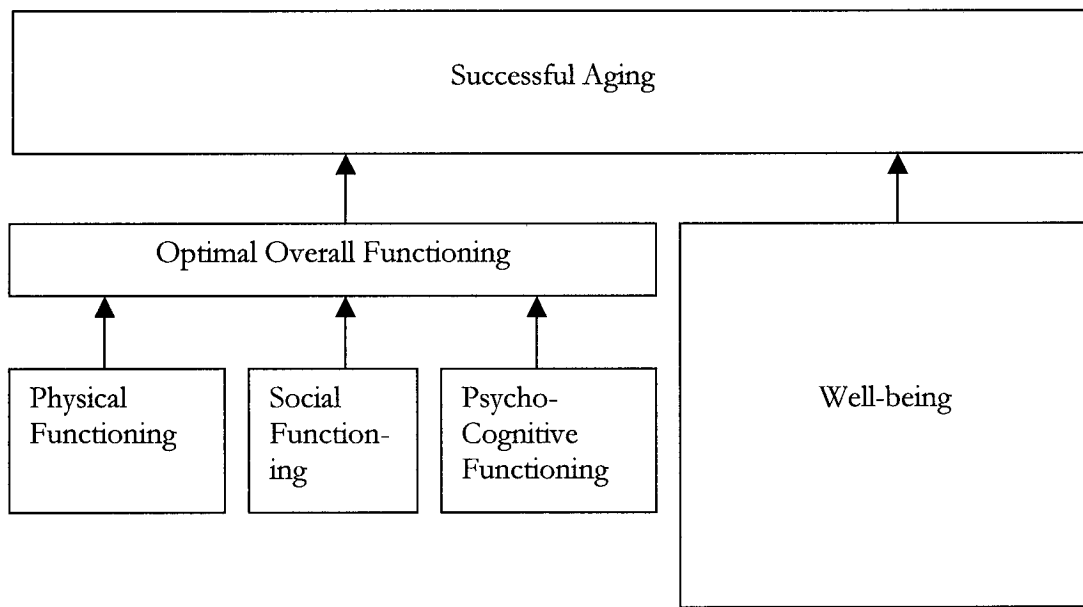 Successful Aging
Optimal Overall Functioning
Physical
Functioning
Social
Function-
ing
Psycho-
Cognitive
Functioning
Well-being